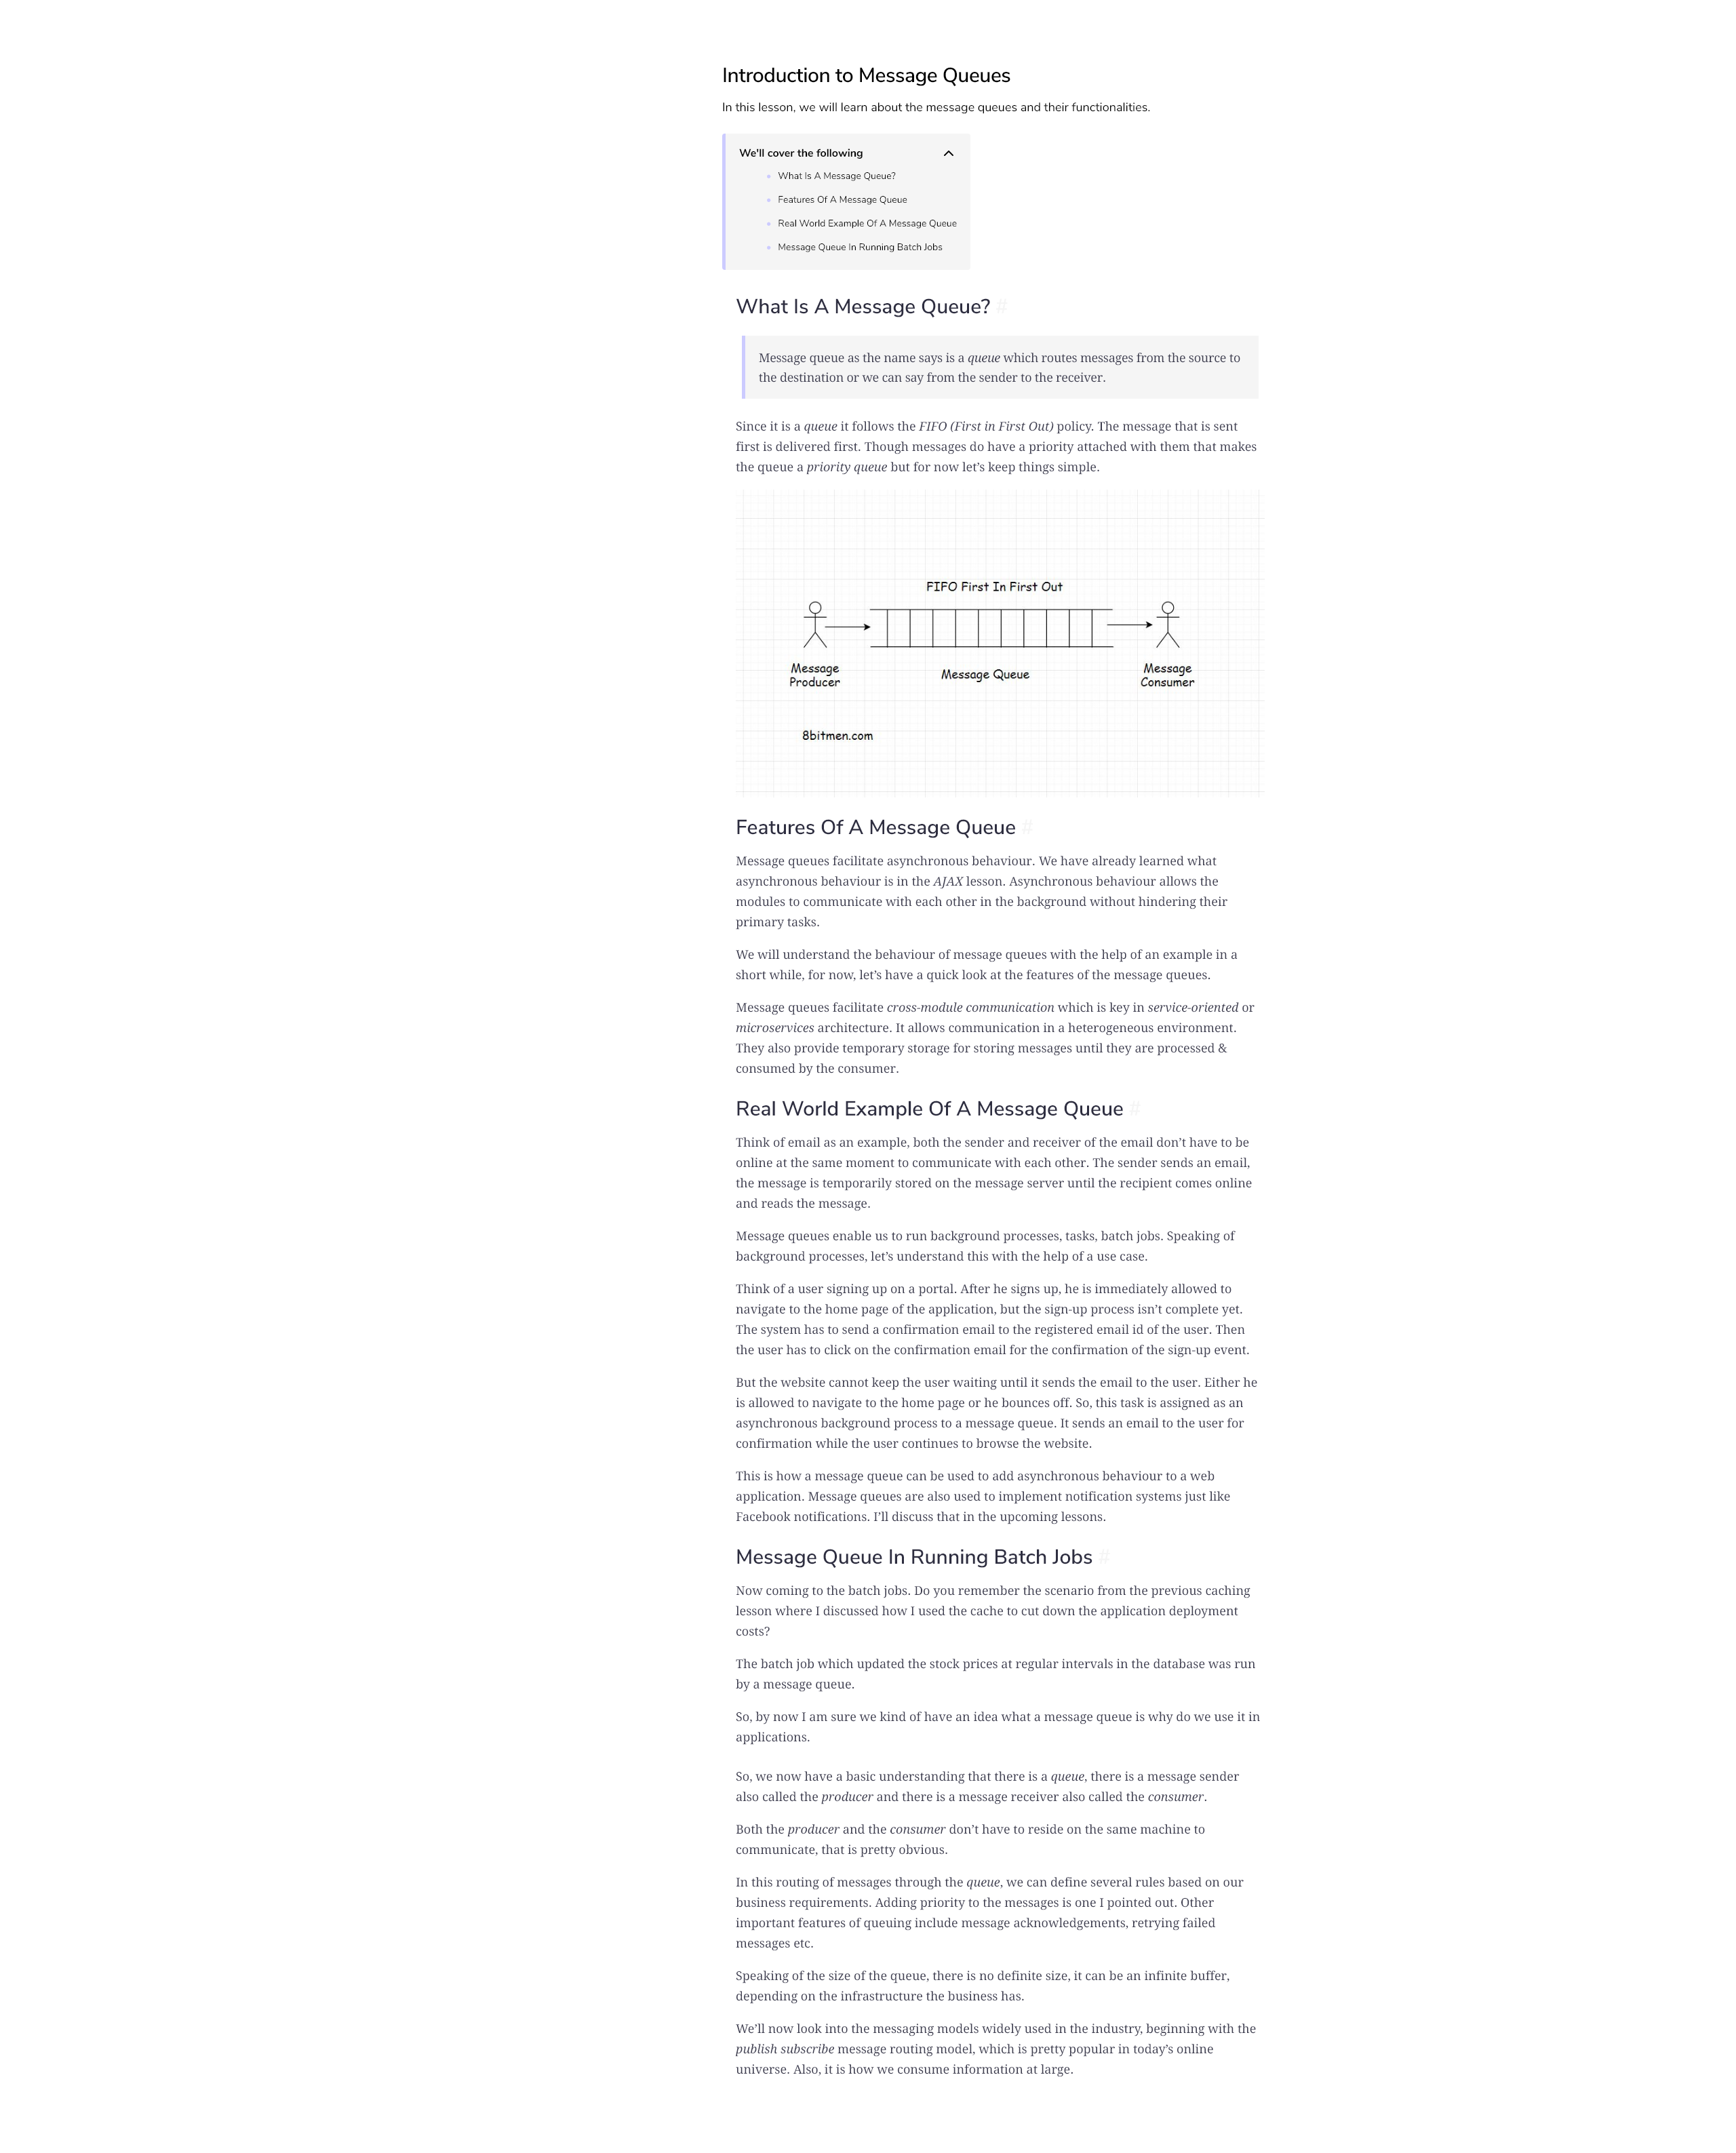 Introduction to Message Queues
In this lesson, we will learn about the message queues and their functionalities.
We'll cover the following
What Is A Message Queue?
Features Of A Message Queue
Real World Example Of A Message Queue
Message Queue In Running Batch Jobs
What Is A Message Queue? #
Message queue as the name says is a queue which routes messages from the source to
the destination or we can say from the sender to the receiver.
Since it is a queue it follows the FIFO (First in First Out) policy. The message that is sent
first is delivered first. Though messages do have a priority attached with them that makes
the queue a priority queue but for now let’s keep things simple.
FIFO First In First Out
Message
Producer
Message Queue
Message
Consumer
8bitmen.com
Features Of A Message Queue #
Message queues facilitate asynchronous behaviour. We have already learned what
asynchronous behaviour is in the AJAX lesson. Asynchronous behaviour allows the
modules to communicate with each other in the background without hindering their
primary tasks.
We will understand the behaviour of message queues with the help of an example in a
short while, for now, let’s have a quick look at the features of the message queues.
Message queues facilitate cross-module communication which is key in service-oriented or
microservices architecture. It allows communication in a heterogeneous environment.
They also provide temporary storage for storing messages until they are processed &
consumed by the consumer.
Real World Example Of A Message Queue #
Think of email as an example, both the sender and receiver of the email don’t have to be
online at the same moment to communicate with each other. The sender sends an email,
the message is temporarily stored on the message server until the recipient comes online
and reads the message.
Message queues enable us to run background processes, tasks, batch jobs. Speaking of
background processes, let’s understand this with the help of a use case.
Think of a user signing up on a portal. After he signs up, he is immediately allowed to
navigate to the home page of the application, but the sign-up process isn’t complete yet.
The system has to send a confirmation email to the registered email id of the user. Then
the user has to click on the confirmation email for the confirmation of the sign-up event.
But the website cannot keep the user waiting until it sends the email to the user. Either he
is allowed to navigate to the home page or he bounces off. So, this task is assigned as an
asynchronous background process to a message queue. It sends an email to the user for
confirmation while the user continues to browse the website.
This is how a message queue can be used to add asynchronous behaviour to a web
application. Message queues are also used to implement notification systems just like
Facebook notifications. I’ll discuss that in the upcoming lessons.
Message Queue In Running Batch Jobs #
Now coming to the batch jobs. Do you remember the scenario from the previous caching
lesson where I discussed how I used the cache to cut down the application deployment
costs?
The batch job which updated the stock prices at regular intervals in the database was run
by a message queue.
So, by now I am sure we kind of have an idea what a message queue is why do we use it in
applications.
So, we now have a basic understanding that there is a queue, there is a message sender
also called the producer and there is a message receiver also called the consumer.
Both the producer and the consumer don’t have to reside on the same machine to
communicate, that is pretty obvious.
In this routing of messages through the queue, we can define several rules based on our
business requirements. Adding priority to the messages is one I pointed out. Other
important features of queuing include message acknowledgements, retrying failed
messages etc.
Speaking of the size of the queue, there is no definite size, it can be an infinite buffer,
depending on the infrastructure the business has.
We’ll now look into the messaging models widely used in the industry, beginning with the
publish subscribe message routing model, which is pretty popular in today’s online
universe. Also, it is how we consume information at large.